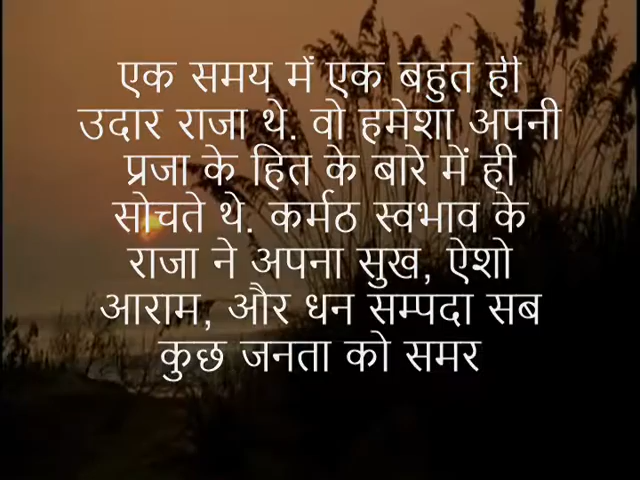 एक समय में एक बहुत ही
उदार राजा थे. वो हमेशा अपनी
प्रजा के हित के बारे में ही
सोचते थे. कर्मठ स्वभाव के
राजा ने अपना सुख, ऐशो
आराम, और धन सम्पदा सब
कुछ जनता को समर